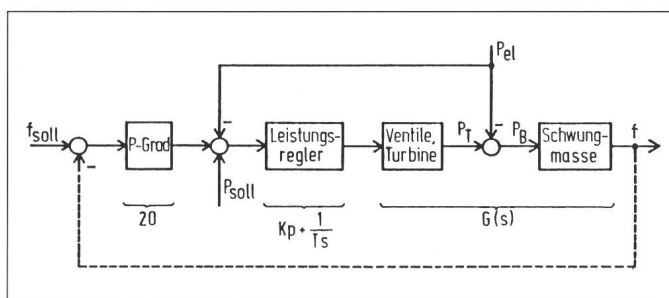 P_el
f_soll
P-Grad
Leistungs-
regler
Ventile,
Turbine
P_T
P_B
Schwung-
masse
f
P_soll
20
Kp + 1/Ts
G(s)